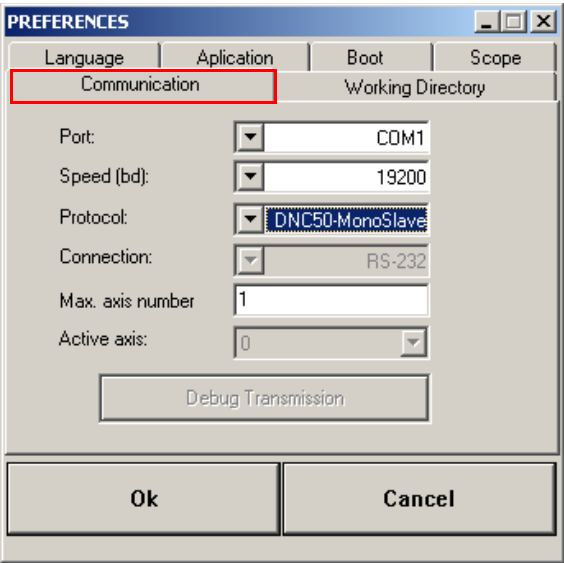 PREFERENCES
Language Aplication Boot Scope
Communication Working Directory
Port: COM1
Speed (bd): 19200
Protocol: DNC50-MonoSlave
Connection: RS-232
Max. axis number 1
Active axis: 0
Debug Transmission
Ok Cancel